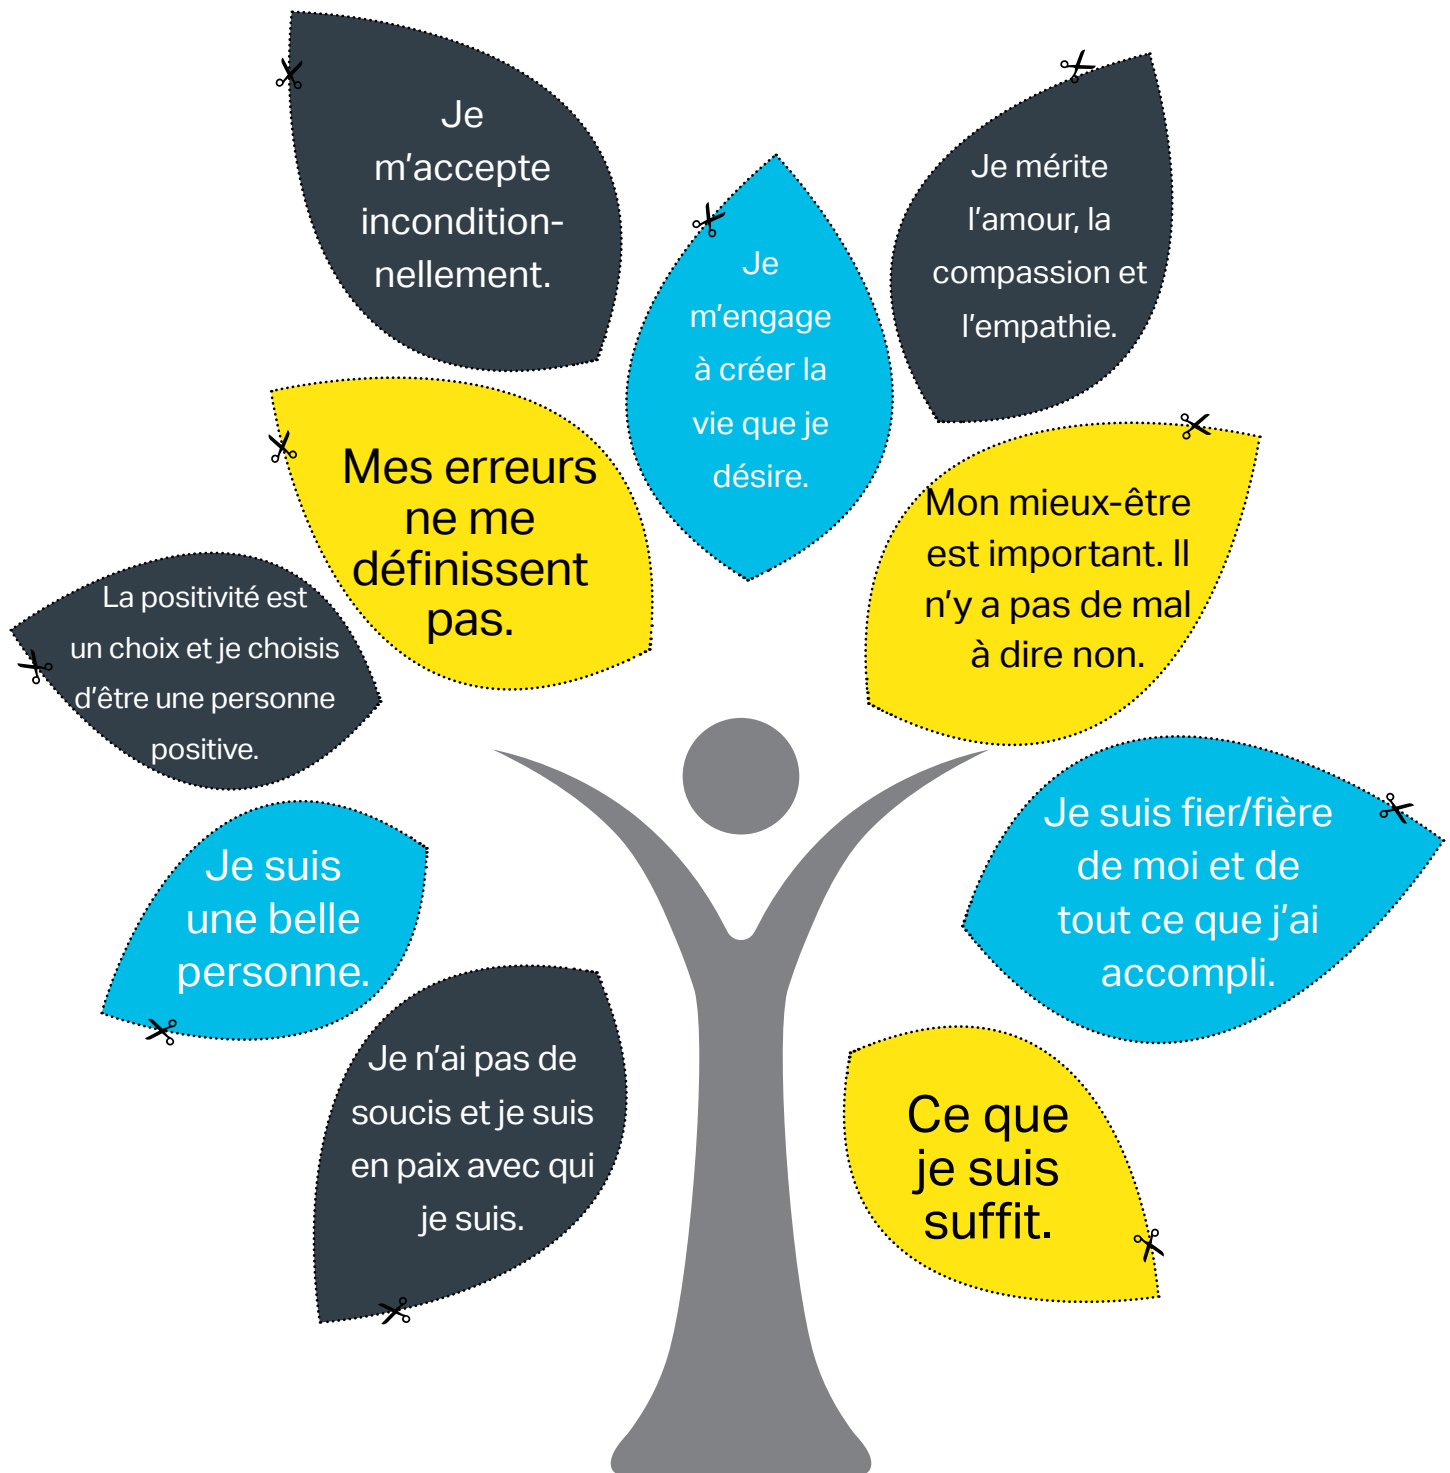 Je
m’accepte
incondition-
nellement.
Je
m’engage
à créer la
vie que je
désire.
Je mérite
l’amour, la
compassion et
l’empathie.
Mes erreurs
ne me
définissent
pas.
Mon mieux-être
est important. Il
n’y a pas de mal
à dire non.
La positivité est
un choix et je choisis
d’être une personne
positive.
Je suis
une belle
personne.
Je suis fier/fière
de moi et de
tout ce que j’ai
accompli.
Je n’ai pas de
soucis et je suis
en paix avec qui
je suis.
Ce que
je suis
suffit.